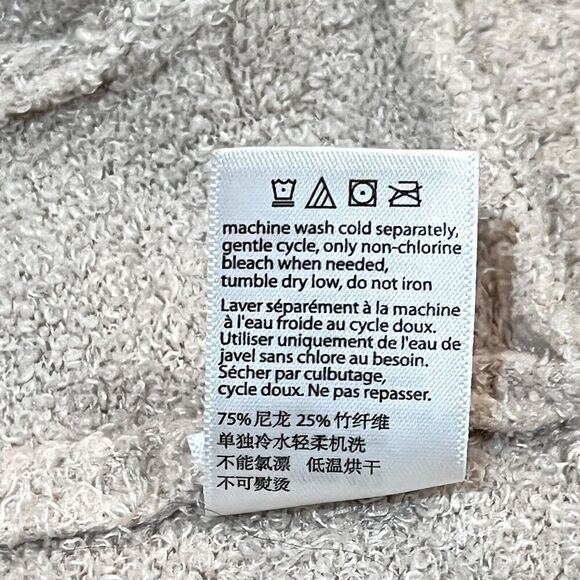 machine wash cold separately,
gentle cycle, only non-chlorine
bleach when needed,
tumble dry low, do not iron
Laver séparément à la machine
à l'eau froide au cycle doux.
Utiliser uniquement de l'eau de
javel sans chlore au besoin.
Sécher par culbutage,
cycle doux. Ne pas repasser.
75%尼龙 25%竹纤维
单独冷水轻柔机洗
不能氯漂 低温烘干
不可熨烫